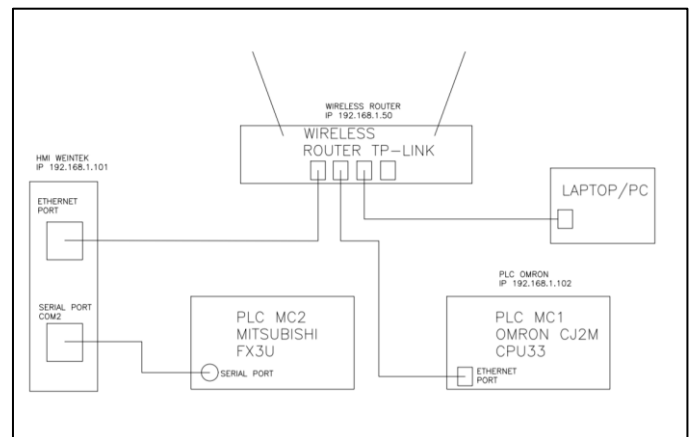 WIRELESS ROUTER
IP 192.168.1.50
WIRELESS
ROUTER TP-LINK
HMI WEINTEK
IP 192.168.1.101
ETHERNET
PORT
LAPTOP/PC
SERIAL PORT
COM2
PLC MC2
MITSUBISHI
FX3U
SERIAL PORT
PLC OMRON
IP 192.168.1.102
PLC MC1
OMRON CJ2M
CPU33
ETHERNET
PORT